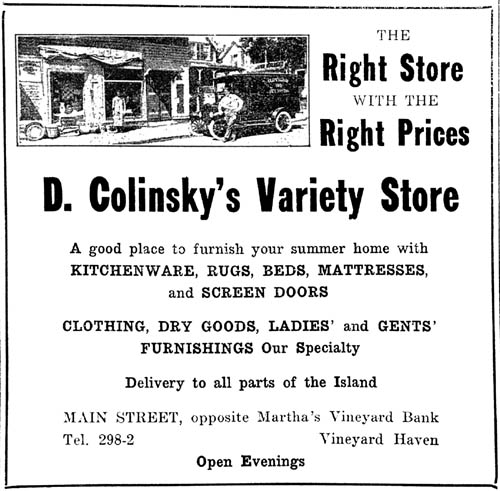 THE
Right Store
WITH THE
Right Prices
D. Colinsky's Variety Store
A good place to furnish your summer home with
KITCHENWARE, RUGS, BEDS, MATTRESSES,
and SCREEN DOORS
CLOTHING, DRY GOODS, LADIES' and GENTS'
FURNISHINGS Our Specialty
Delivery to all parts of the Island
MAIN STREET, opposite Martha's Vineyard Bank
Tel. 298-2 Vineyard Haven
Open Evenings